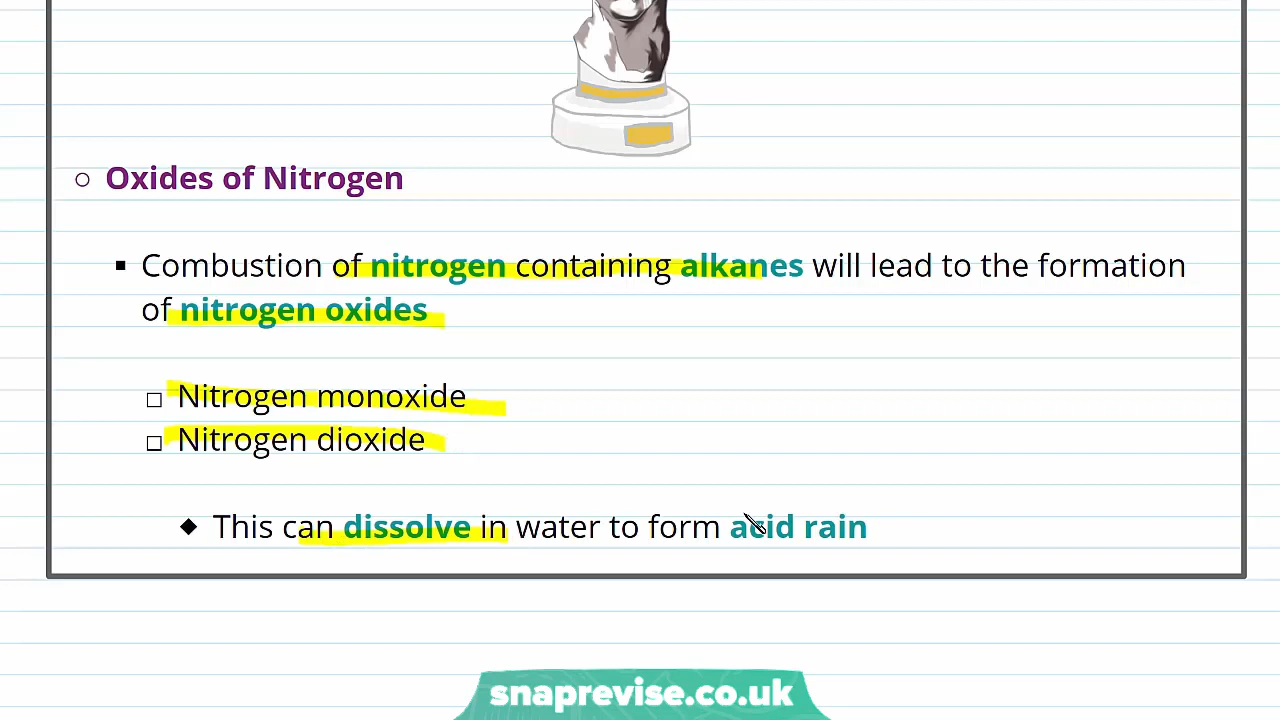 Oxides of Nitrogen
Combustion of nitrogen containing alkanes will lead to the formation
of nitrogen oxides
Nitrogen monoxide
Nitrogen dioxide
This can dissolve in water to form acid rain
snaprevise.co.uk